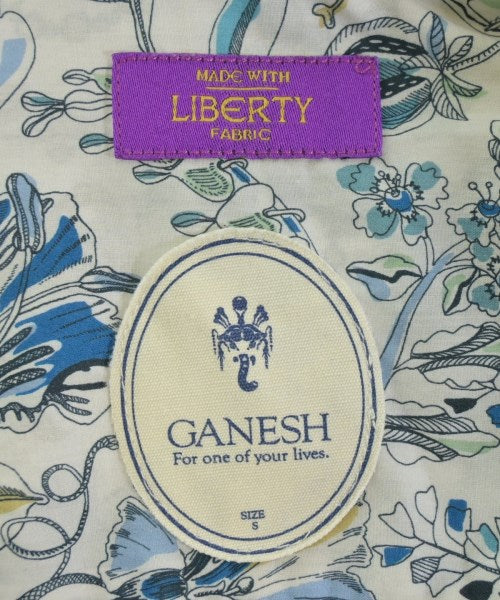 MADE WITH
LIBERTY
FABRIC
GANESH
For one of your lives.
SIZE
S